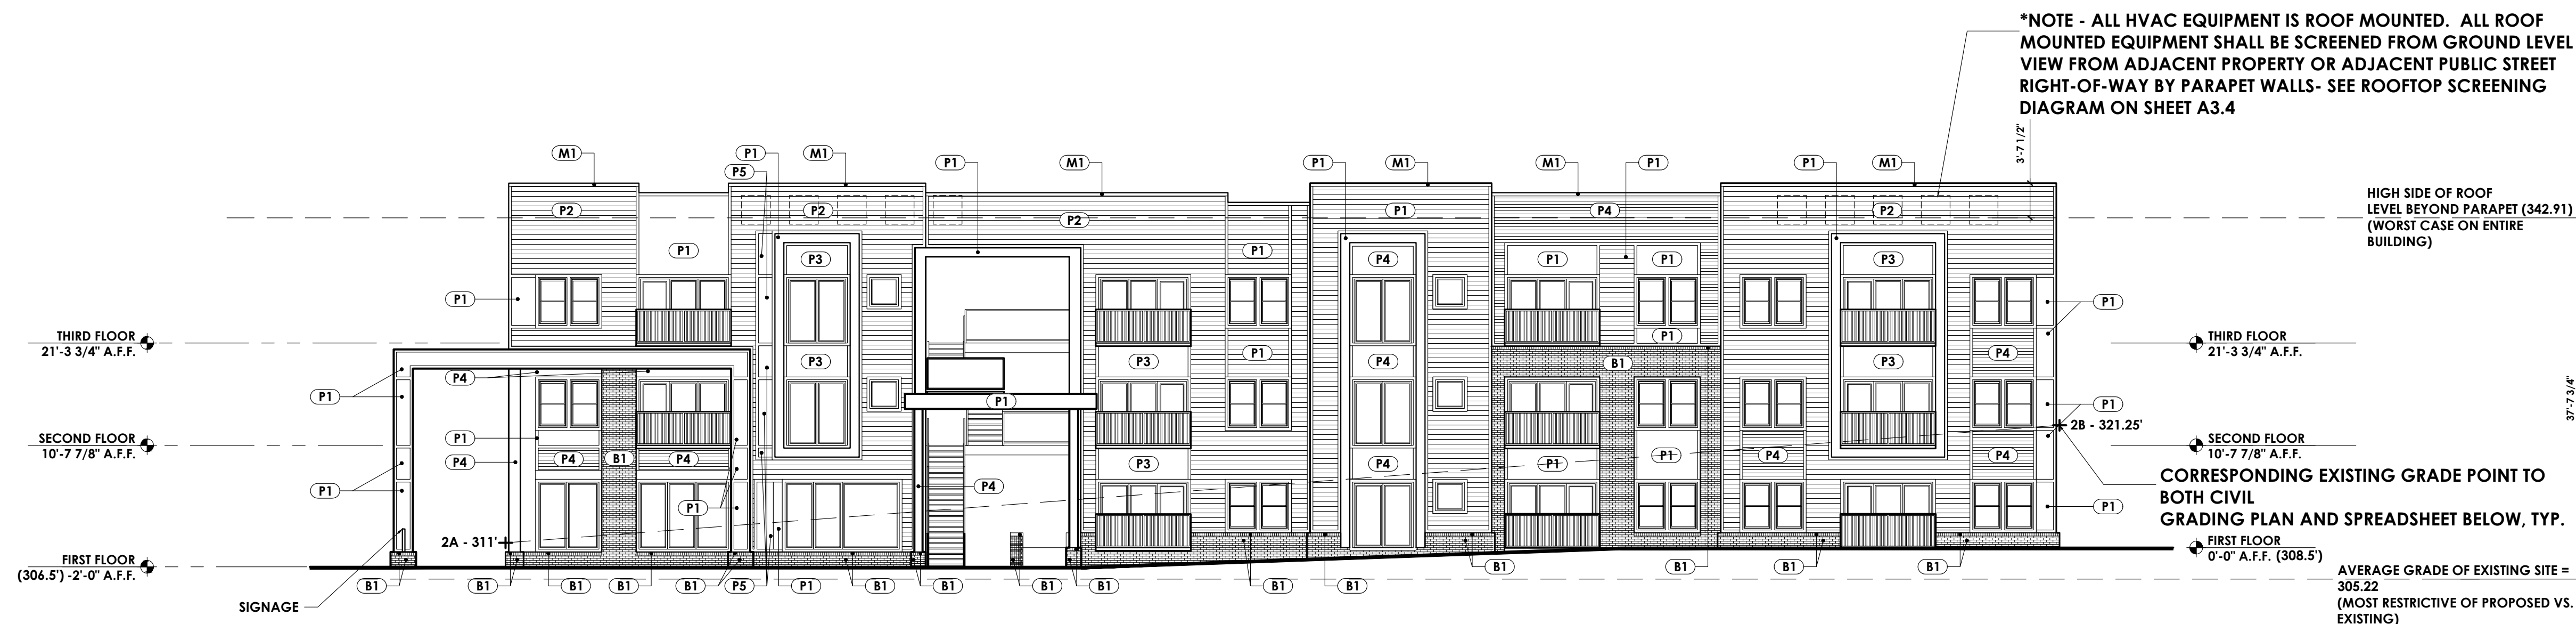 *NOTE - ALL HVAC EQUIPMENT IS ROOF MOUNTED.  ALL ROOF
MOUNTED EQUIPMENT SHALL BE SCREENED FROM GROUND LEVEL
VIEW FROM ADJACENT PROPERTY OR ADJACENT PUBLIC STREET
RIGHT-OF-WAY BY PARAPET WALLS- SEE ROOFTOP SCREENING
DIAGRAM ON SHEET A3.4
3'-7 1/2"
M1
P1
M1
P5
P1
M1
P1
M1
M1
P1
P1
M1
HIGH SIDE OF ROOF
LEVEL BEYOND PARAPET (342.91)
(WORST CASE ON ENTIRE
BUILDING)
P2
P2
P2
P1
P4
P2
P1
P1
P3
P4
P1
P1
P3
P1
P1
THIRD FLOOR
21'-3 3/4" A.F.F.
P1
THIRD FLOOR
21'-3 3/4" A.F.F.
P3
P3
P1
P4
B1
P3
P4
P4
P1
P1
P1
37'-7 3/4"
2B - 321.25'
SECOND FLOOR
10'-7 7/8" A.F.F.
P1
SECOND FLOOR
10'-7 7/8" A.F.F.
P4
P4
B1
P4
P3
P4
P1
P1
P4
P4
P1
P4
P1
P1
CORRESPONDING EXISTING GRADE POINT TO
BOTH CIVIL
GRADING PLAN AND SPREADSHEET BELOW, TYP.
2A - 311'
FIRST FLOOR
(306.5') -2'-0" A.F.F.
FIRST FLOOR
0'-0" A.F.F. (308.5')
B1
B1
B1
B1
B1
P5
P1
B1
B1
B1
B1
B1
B1
B1
B1
B1
B1
SIGNAGE
AVERAGE GRADE OF EXISTING SITE =
305.22
(MOST RESTRICTIVE OF PROPOSED VS.
EXISTING)